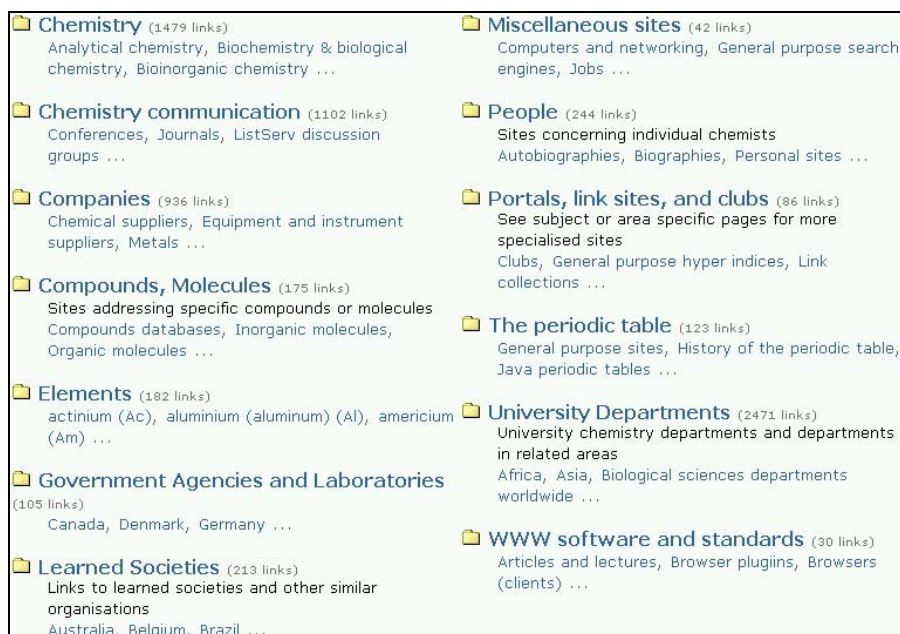 Chemistry (1479 links)
Analytical chemistry, Biochemistry & biological
chemistry, Bioinorganic chemistry ...
Chemistry communication (1102 links)
Conferences, Journals, ListServ discussion
groups ...
Companies (936 links)
Chemical suppliers, Equipment and instrument
suppliers, Metals ...
Compounds, Molecules (175 links)
Sites addressing specific compounds or molecules
Compounds databases, Inorganic molecules,
Organic molecules ...
Elements (182 links)
actinium (Ac), aluminium (aluminum) (Al), americium
(Am) ...
Government Agencies and Laboratories
(105 links)
Canada, Denmark, Germany ...
Learned Societies (213 links)
Links to learned societies and other similar
organisations
Australia, Belgium, Brazil ...
Miscellaneous sites (42 links)
Computers and networking, General purpose search
engines, Jobs ...
People (244 links)
Sites concerning individual chemists
Autobiographies, Biographies, Personal sites ...
Portals, link sites, and clubs (86 links)
See subject or area specific pages for more
specialised sites
Clubs, General purpose hyper indices, Link
collections ...
The periodic table (123 links)
General purpose sites, History of the periodic table,
Java periodic tables ...
University Departments (2471 links)
University chemistry departments and departments
in related areas
Africa, Asia, Biological sciences departments
worldwide ...
WWW software and standards (30 links)
Articles and lectures, Browser plugiins, Browsers
(clients) ...